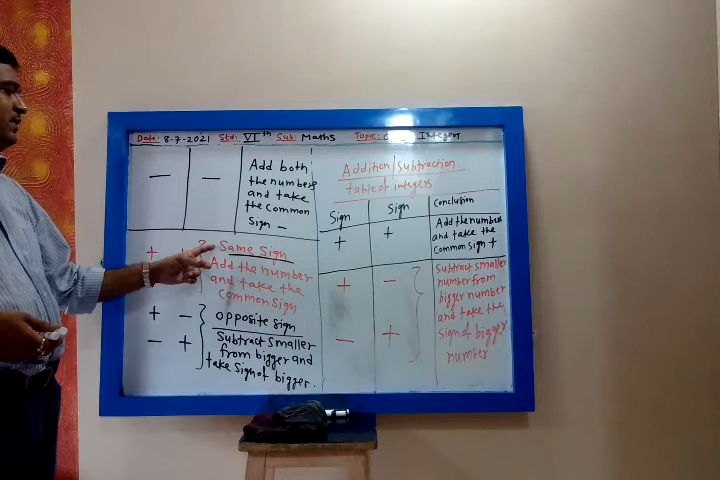 Date: 8-7-2021 Std: VIth Sub: Maths Topic: Integers
— —
Add both
the numbers
and take
the common
Sign —
+ +
Same Sign
Add the number
and take the
common sign
+ –
– +
opposite sign
Subtract smaller
from bigger and
take sign of bigger.
Addition/Subtraction
table of integers
Sign Sign Conclusion
+ +
Add the numbers
and take the
common sign +
+ –
– +
Subtract smaller
number from
bigger number
and take the
sign of bigger
number